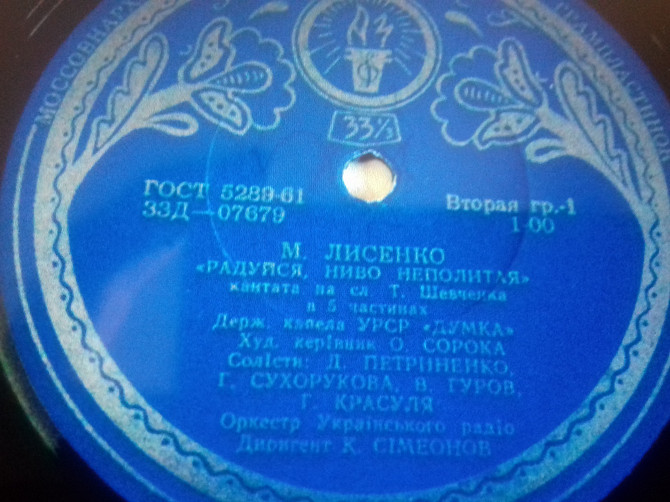 МОССОВНАРХ
ГРАМПЛАСТИНОК
33⅓
ГОСТ 5289-61
33Д—07679
Вторая гр.-1
1-00
М. ЛИСЕНКО
«РАДУЙСЯ, НИВО НЕПОЛИТАЯ»
кантата на сл. Т. Шевченка
в 5 частинах
Держ. капела УРСР «ДУМКА»
Худ. керівник О. СОРОКА
Солісти: Д. ПЕТРИНЕНКО,
Г. СУХОРУКОВА, В. ГУРОВ,
Г. КРАСУЛЯ
Оркестр Українського радіо
Диригент К. СІМЕОНОВ